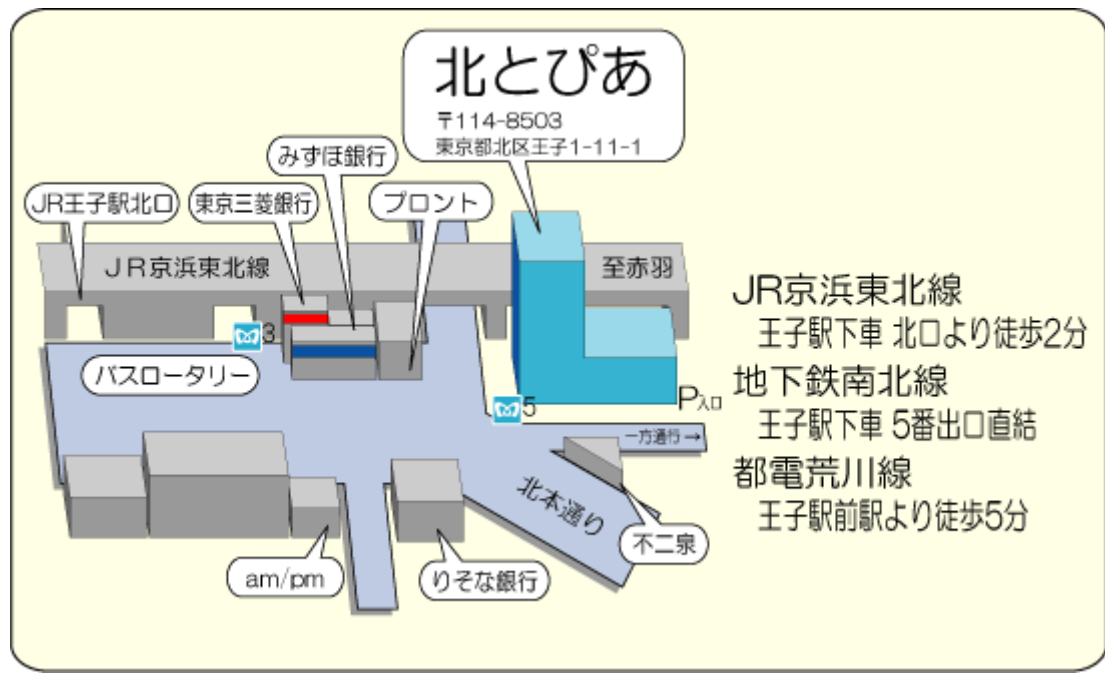 北とぴあ
〒114-8503
東京都北区王子1-11-1
みずほ銀行
JR王子駅北口
東京三菱銀行
プロント
JR京浜東北線
至赤羽
3
バスロータリー
5
P入口
一方通行→
北本通り
不二泉
am/pm
りそな銀行
JR京浜東北線
王子駅下車 北口より徒歩2分
地下鉄南北線
王子駅下車 5番出口直結
都電荒川線
王子駅前駅より徒歩5分